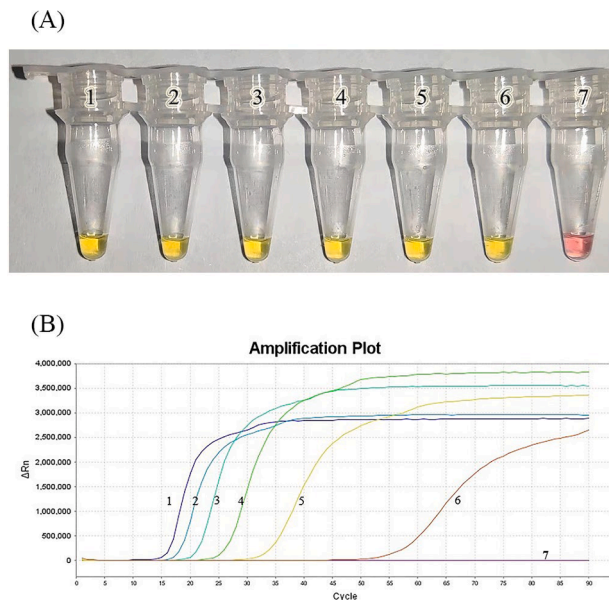 (A)
1 2 3 4 5 6 7
(B)
Amplification Plot
4,000,000
3,500,000
3,000,000
2,500,000
2,000,000
1,500,000
1,000,000
500,000
0
ΔRn
1 2 3 4 5 6 7
0 5 10 15 20 25 30 35 40 45 50 55 60 65 70 75 80 85 90
Cycle